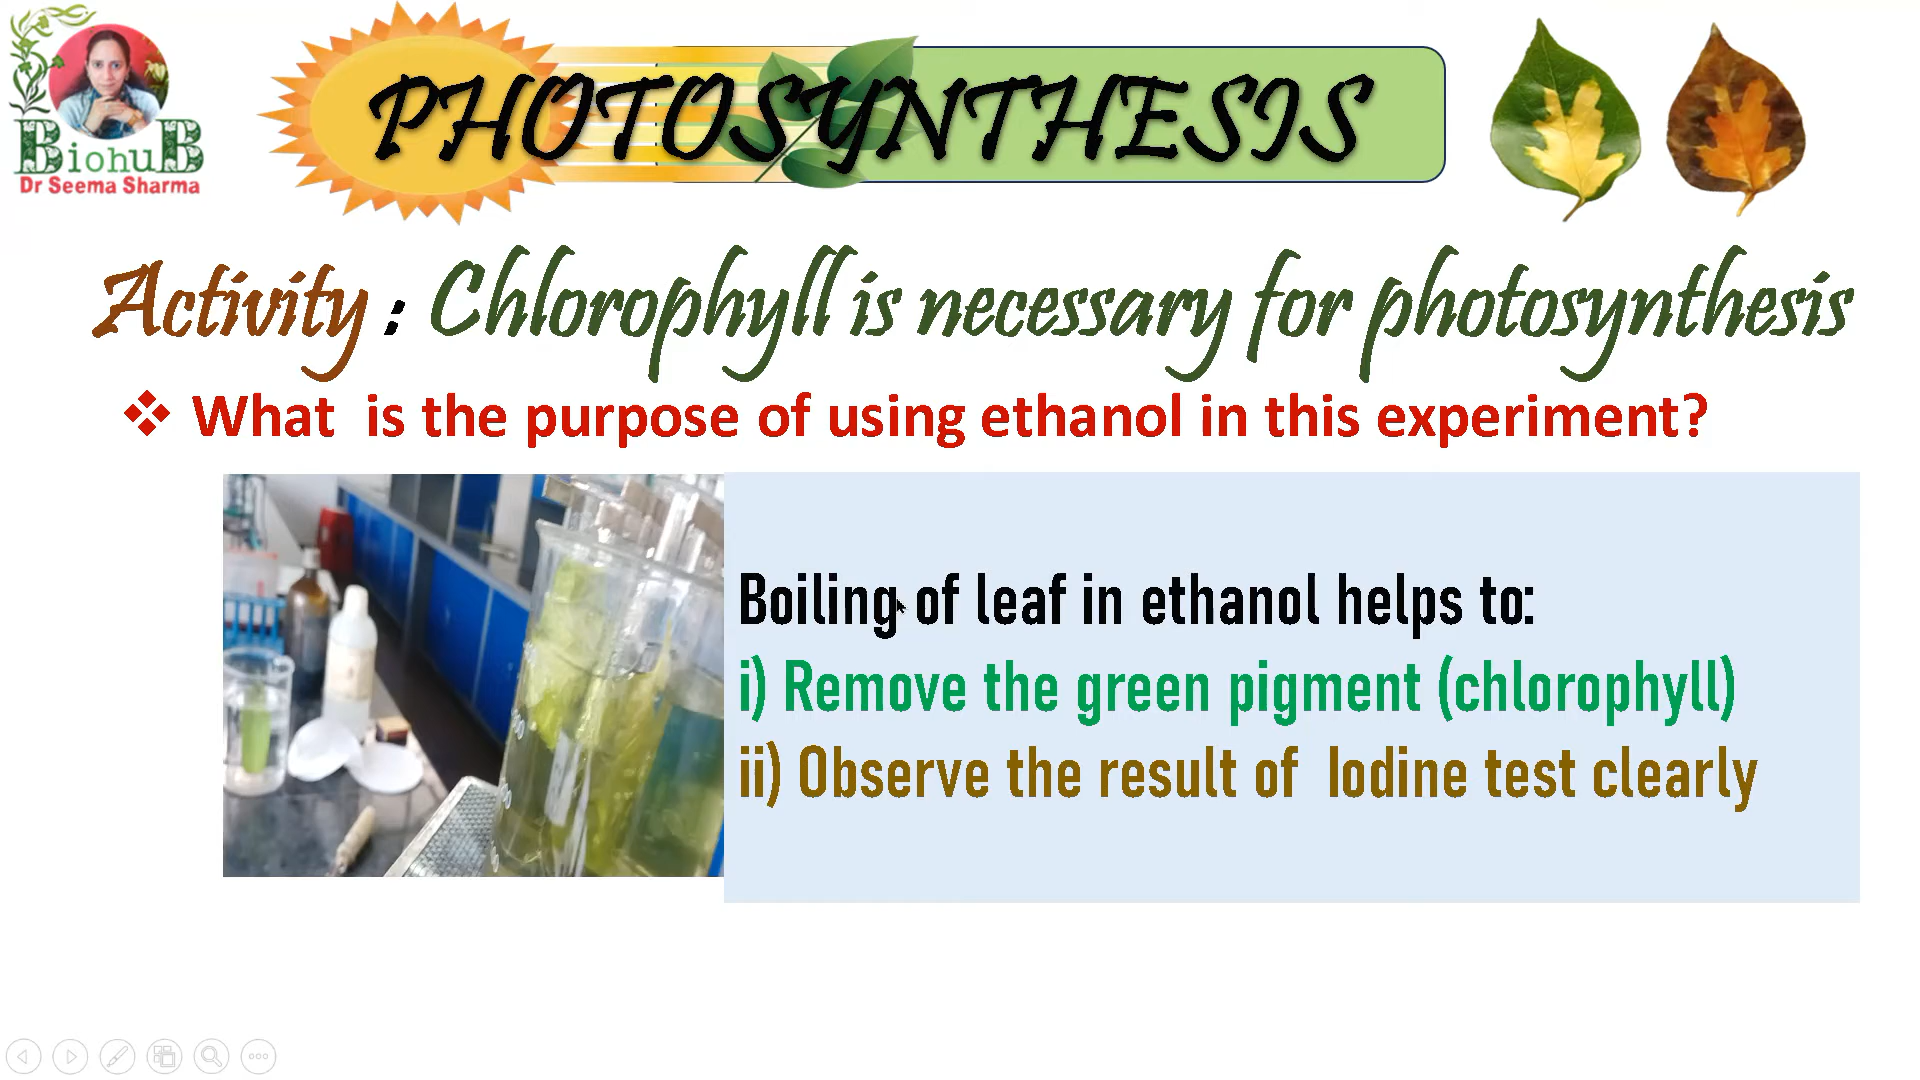 BiohuB
Dr Seema Sharma
PHOTOSYNTHESIS
Activity : Chlorophyll is necessary for photosynthesis
❖ What is the purpose of using ethanol in this experiment?
Boiling of leaf in ethanol helps to:
i) Remove the green pigment (chlorophyll)
ii) Observe the result of Iodine test clearly